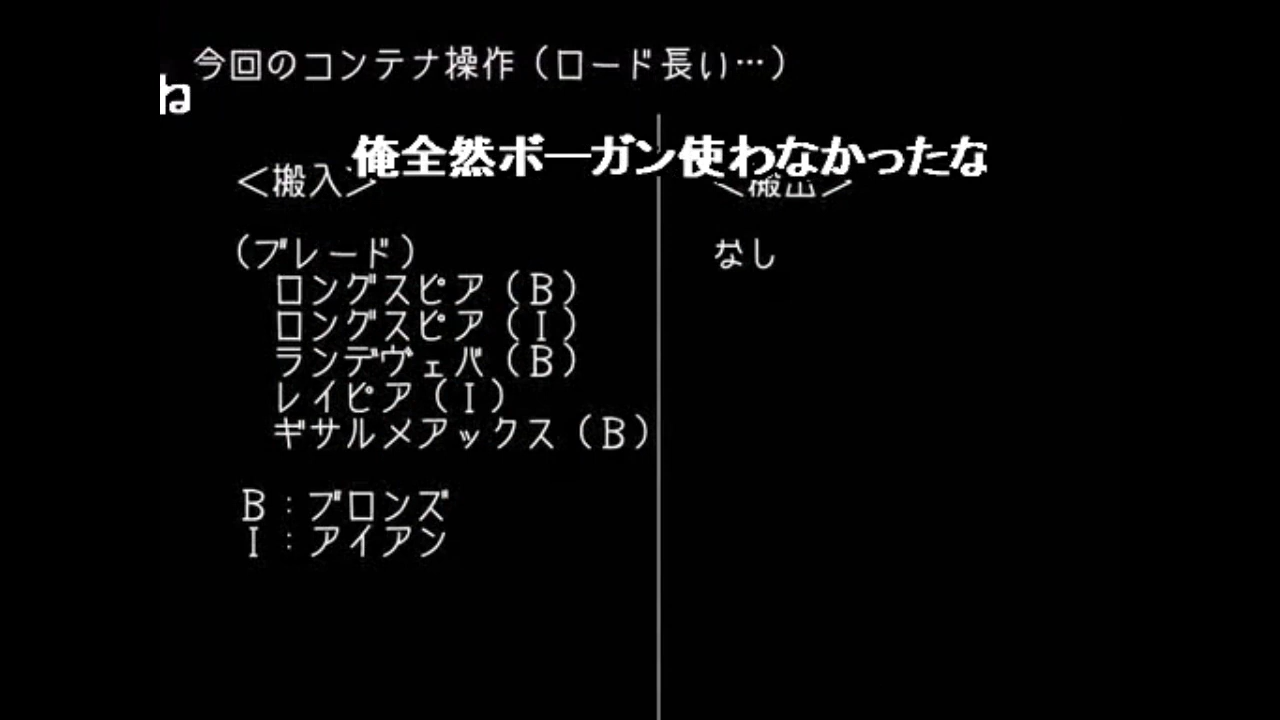 今回のコンテナ操作（ロード長い…）
ね
俺全然ボーガン使わなかったな
＜搬入＞
＜搬出＞
（ブレード）
なし
ロングスピア（Ｂ）
ロングスピア（Ｉ）
ランデヴェバ（Ｂ）
レイピア（Ｉ）
ギサルメアックス（Ｂ）
Ｂ：ブロンズ
Ｉ：アイアン